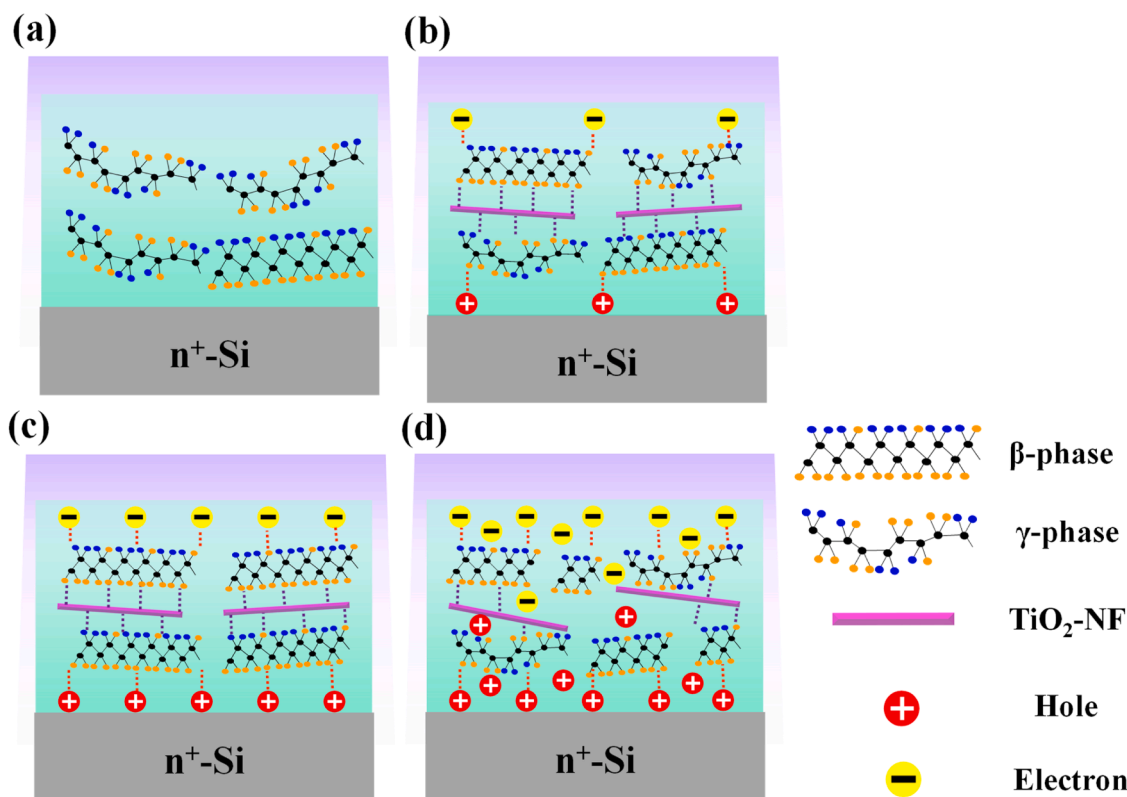 (a)
(b)
n⁺-Si
n⁺-Si
(c)
(d)
β-phase
γ-phase
TiO₂-NF
Hole
n⁺-Si
n⁺-Si
Electron